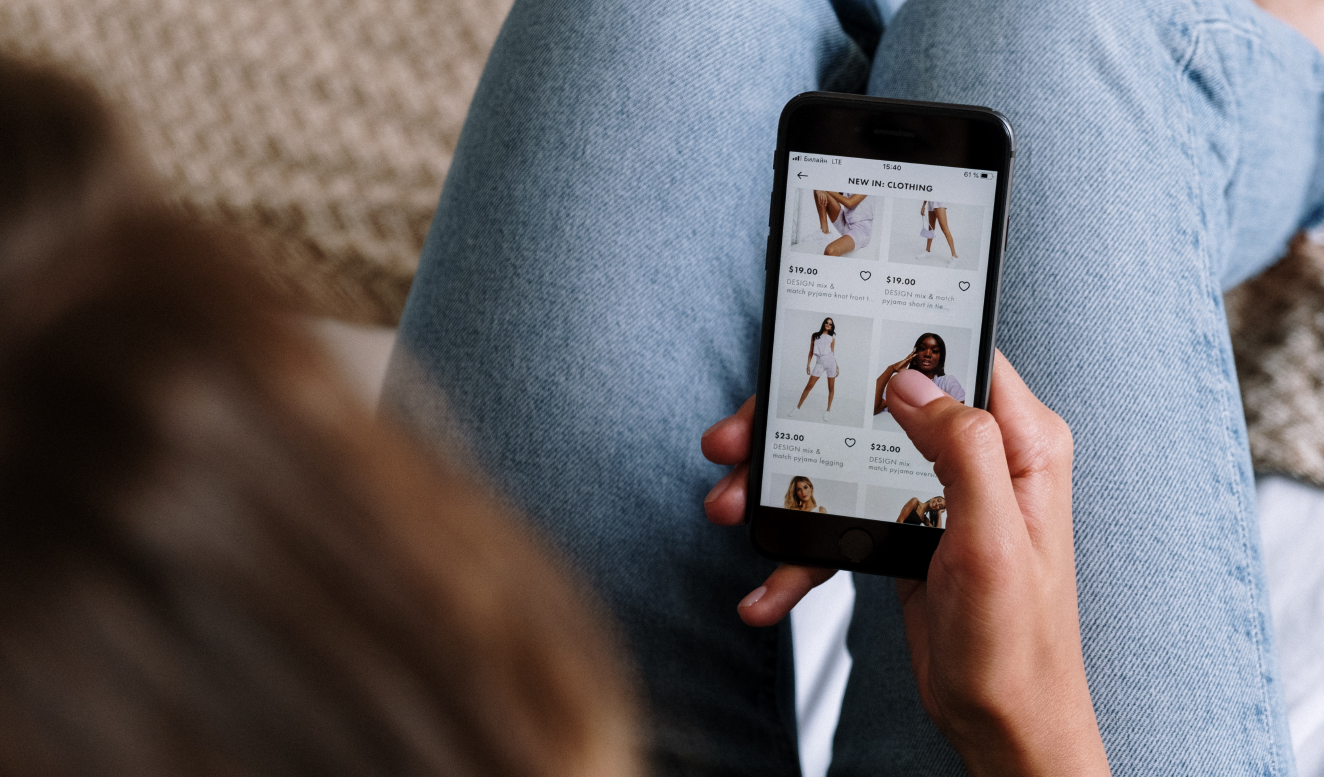 Билайн LTE 15:40 61 %
NEW IN: CLOTHING
$19.00
DESIGN mix &
match pyjama knot front t...
$19.00
DESIGN mix & match
pyjama short in tie...
$23.00
DESIGN mix &
match pyjama legging
$23.00
DESIGN mix
match pyjama